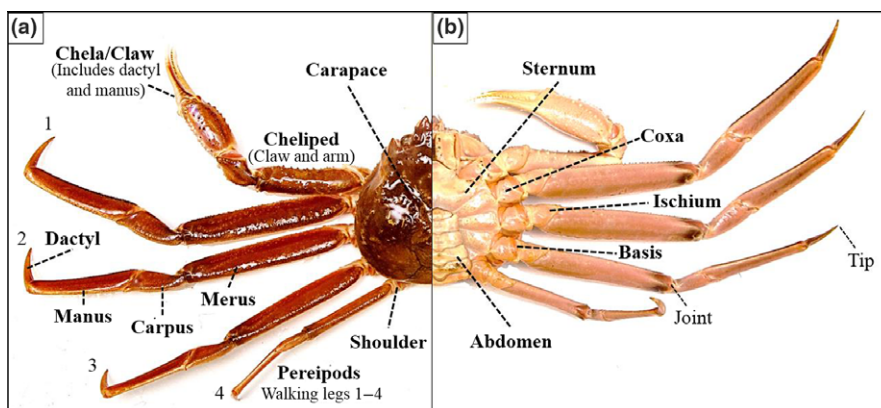 (a)
Chela/Claw
(Includes dactyl
and manus)
Carapace
Cheliped
(Claw and arm)
1
2
Dactyl
Manus
Carpus
Merus
Shoulder
3
4
Pereipods
Walking legs 1–4
(b)
Sternum
Coxa
Ischium
Basis
Tip
Joint
Abdomen